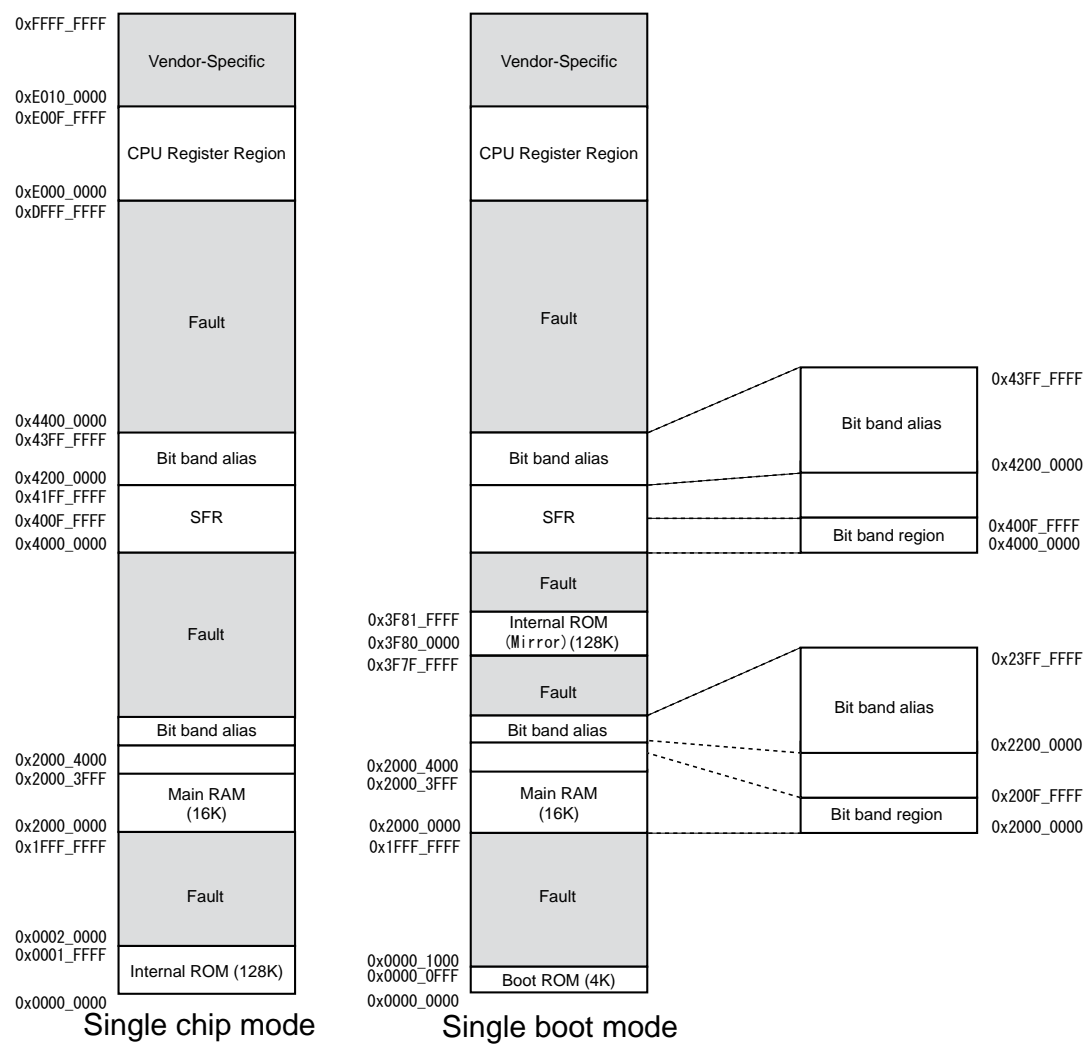 0xFFFF_FFFF
Vendor-Specific
0xE010_0000
0xE00F_FFFF
CPU Register Region
0xE000_0000
0xDFFF_FFFF
Fault
0x4400_0000
0x43FF_FFFF
Bit band alias
0x4200_0000
0x41FF_FFFF
SFR
0x400F_FFFF
0x4000_0000
Fault
Bit band alias
0x2000_4000
0x2000_3FFF
Main RAM
(16K)
0x2000_0000
0x1FFF_FFFF
Fault
0x0002_0000
0x0001_FFFF
Internal ROM (128K)
0x0000_0000
Single chip mode
Vendor-Specific
CPU Register Region
Fault
Bit band alias
SFR
Fault
0x3F81_FFFF
Internal ROM
(Mirror)(128K)
0x3F80_0000
0x3F7F_FFFF
Fault
Bit band alias
0x2000_4000
0x2000_3FFF
Main RAM
(16K)
0x2000_0000
0x1FFF_FFFF
Fault
0x0000_1000
0x0000_0FFF
Boot ROM (4K)
0x0000_0000
Single boot mode
0x43FF_FFFF
Bit band alias
0x4200_0000
0x400F_FFFF
Bit band region
0x4000_0000
0x23FF_FFFF
Bit band alias
0x2200_0000
0x200F_FFFF
Bit band region
0x2000_0000